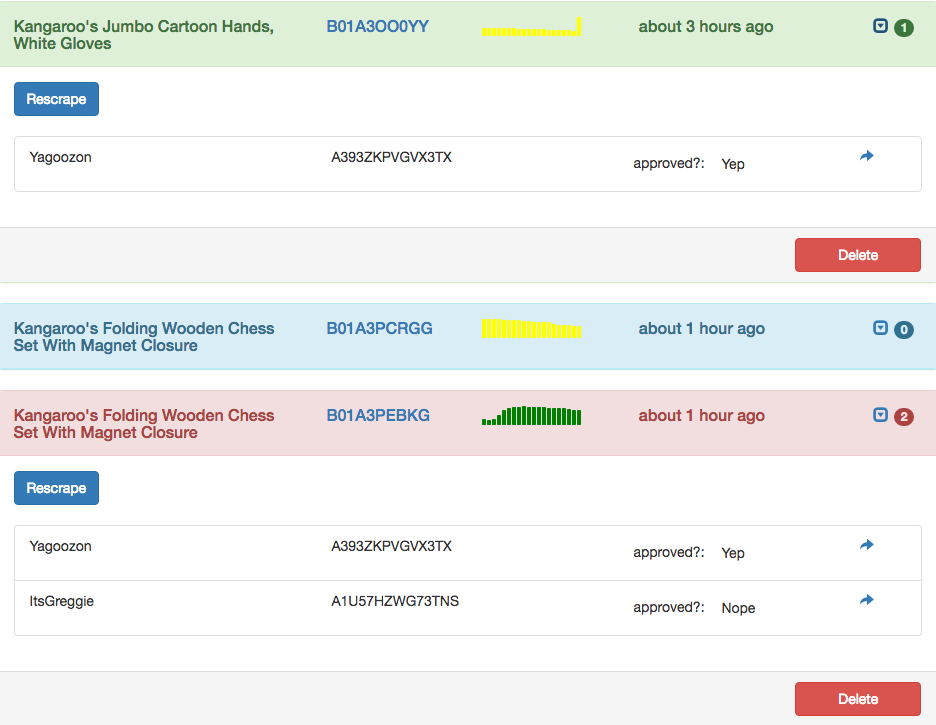 Kangaroo's Jumbo Cartoon Hands, B01A3OO0YY about 3 hours ago 1
White Gloves
Rescrape
Yagoozon A393ZKPVGVX3TX approved?: Yep
Delete
Kangaroo's Folding Wooden Chess B01A3PCRGG about 1 hour ago 0
Set With Magnet Closure
Kangaroo's Folding Wooden Chess B01A3PEBKG about 1 hour ago 2
Set With Magnet Closure
Rescrape
Yagoozon A393ZKPVGVX3TX approved?: Yep
ItsGreggie A1U57HZWG73TNS approved?: Nope
Delete